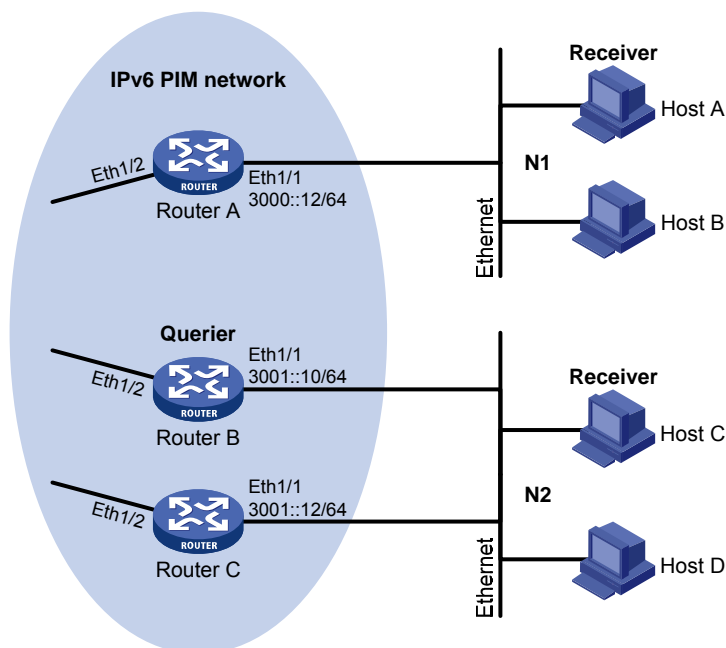 IPv6 PIM network
Receiver
Host A
Eth1/2
ROUTER
Eth1/1
3000::12/64
Router A
N1
Ethernet
Host B
Querier
Eth1/1
3001::10/64
Eth1/2
ROUTER
Router B
Receiver
Host C
Eth1/1
3001::12/64
Eth1/2
ROUTER
Router C
N2
Ethernet
Host D